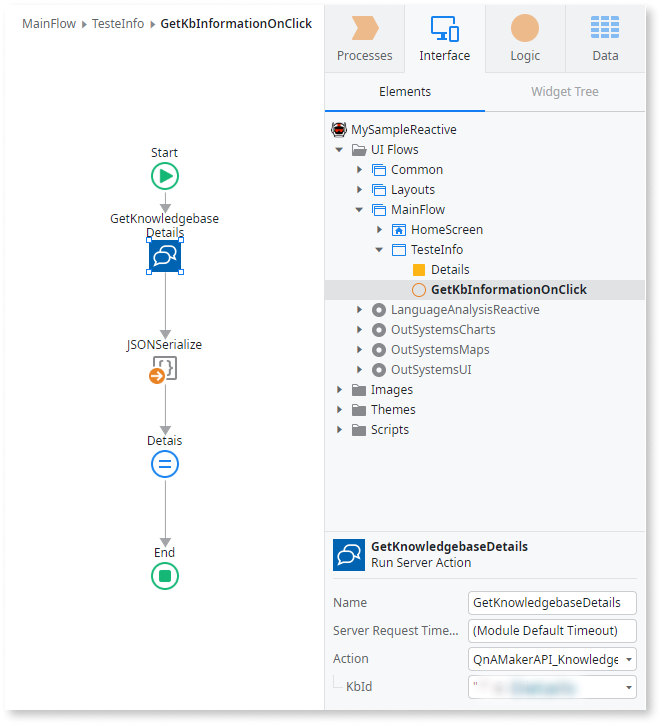 MainFlow TesteInfo GetKbInformationOnClick
Start
GetKnowledgebase
Details
JSONSerialize
Detais
End
Processes Interface Logic Data
Elements Widget Tree
MySampleReactive
UI Flows
Common
Layouts
MainFlow
HomeScreen
TesteInfo
Details
GetKbInformationOnClick
LanguageAnalysisReactive
OutSystemsCharts
OutSystemsMaps
OutSystemsUI
Images
Themes
Scripts
GetKnowledgebaseDetails
Run Server Action
Name GetKnowledgebaseDetails
Server Request Time... (Module Default Timeout)
Action QnAMakerAPI_Knowledge
KbId